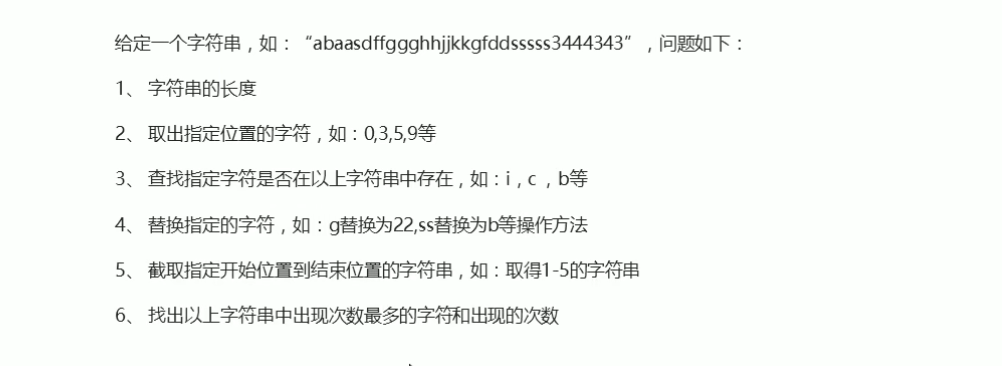 给定一个字符串，如：“abaasdffggghhjjkkgfddsssss3444343”，问题如下：
1、 字符串的长度
2、 取出指定位置的字符，如：0,3,5,9等
3、 查找指定字符是否在以上字符串中存在，如：i，c ，b等
4、 替换指定的字符，如：g替换为22,ss替换为b等操作方法
5、 截取指定开始位置到结束位置的字符串，如：取得1-5的字符串
6、 找出以上字符串中出现次数最多的字符和出现的次数